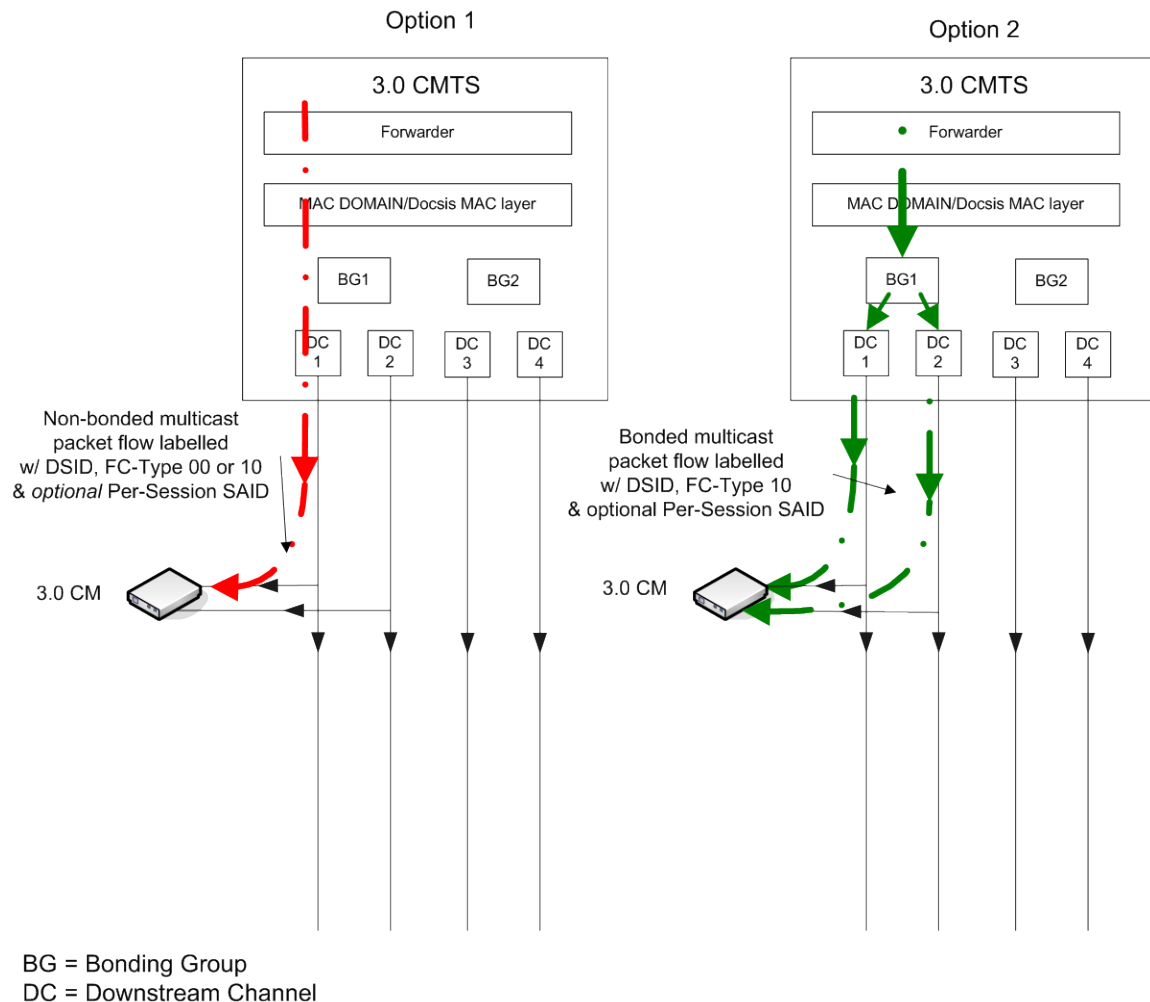 Option 1
3.0 CMTS
Forwarder
MAC DOMAIN/Docsis MAC layer
BG1
BG2
DC
1
DC
2
DC
3
DC
4
Non-bonded multicast
packet flow labelled
w/ DSID, FC-Type 00 or 10
& optional Per-Session SAID
3.0 CM
Option 2
3.0 CMTS
Forwarder
MAC DOMAIN/Docsis MAC layer
BG1
BG2
DC
1
DC
2
DC
3
DC
4
Bonded multicast
packet flow labelled
w/ DSID, FC-Type 10
& optional Per-Session SAID
3.0 CM
BG = Bonding Group
DC = Downstream Channel